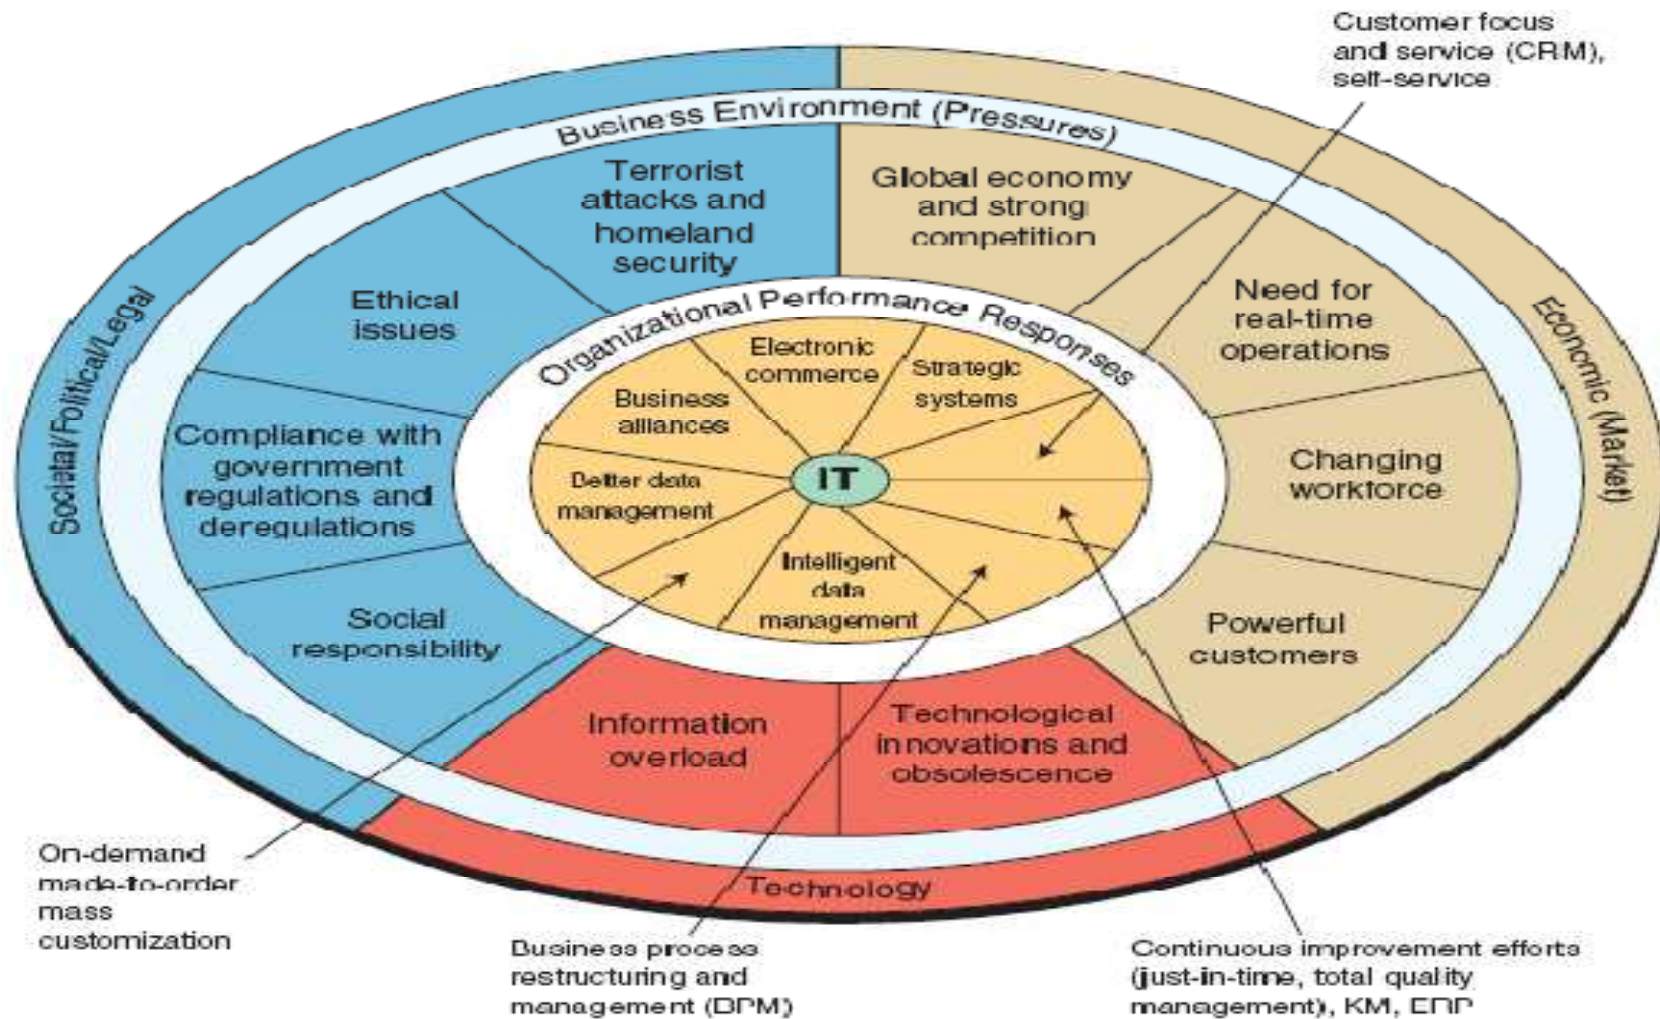 Customer focus
and service (CRM),
self-service
Business Environment (Pressures)
Terrorist
attacks and
homeland
security
Global economy
and strong
competition
Ethical
issues
Need for
real-time
operations
Societal/Political/Legal
Economic (Market)
Organizational Performance Responses
Electronic
commerce
Strategic
systems
Business
alliances
Compliance with
government
regulations and
deregulations
Better data
management
IT
Changing
workforce
Intelligent
data
management
Social
responsibility
Powerful
customers
Information
overload
Technological
innovations and
obsolescence
Technology
On-demand
made-to-order
mass
customization
Business process
restructuring and
management (BPM)
Continuous improvement efforts
(just-in-time, total quality
management), KM, ERP